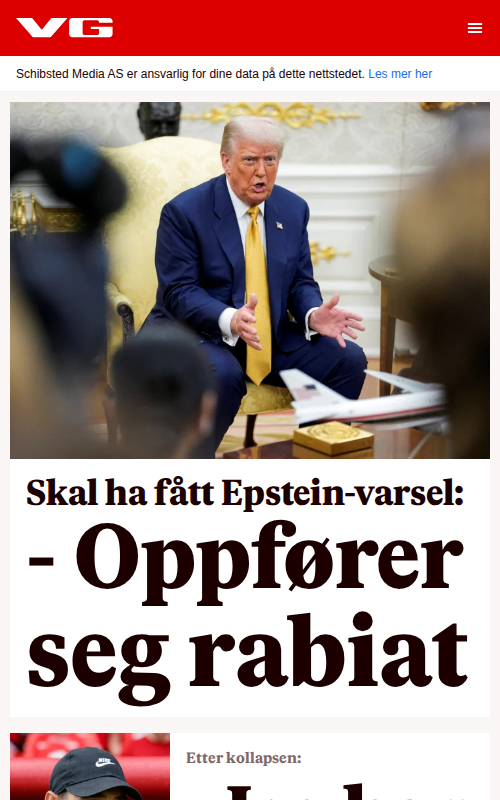 VG
Schibsted Media AS er ansvarlig for dine data på dette nettstedet. Les mer her
Skal ha fått Epstein-varsel:
- Oppfører
seg rabiat
Etter kollapsen: